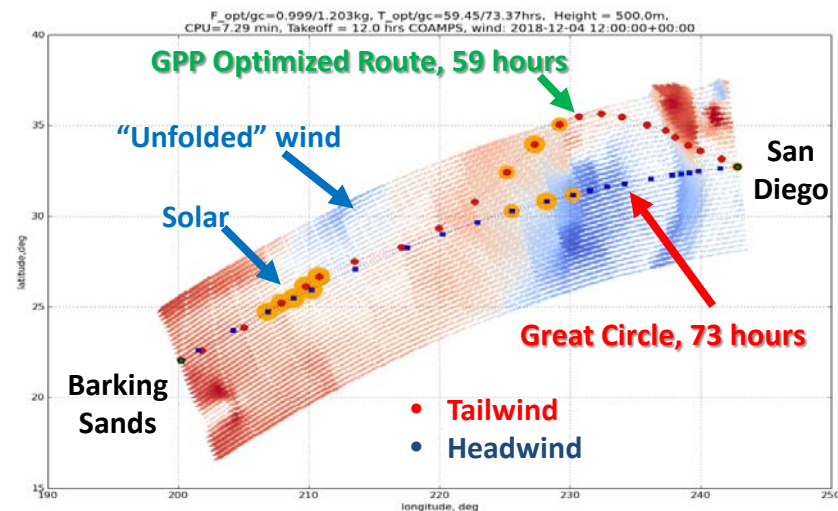 F_opt/gc=0.999/1.203kg, T_opt/gc=59.45/73.37hrs, Height = 500.0m,
CPU=7.29 min, Takeoff = 12.0 hrs COAMPS, wind: 2018-12-04 12:00:00+00:00
GPP Optimized Route, 59 hours
“Unfolded” wind
Solar
San
Diego
Great Circle, 73 hours
Barking
Sands
Tailwind
Headwind
latitude,deg
40
35
30
25
20
15
190
200
210
220
230
240
250
longitude, deg